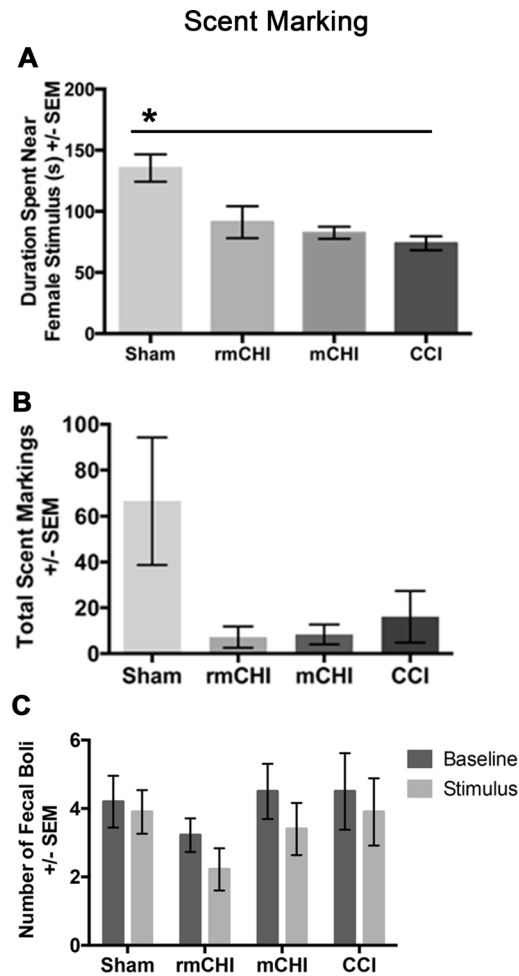 Scent Marking
A
Duration Spent Near
Female Stimulus (s) +/- SEM
200
150
100
50
0
*
Sham rmCHI mCHI CCI
B
Total Scent Markings
+/- SEM
100
80
60
40
20
0
Sham rmCHI mCHI CCI
C
Number of Fecal Boli
+/- SEM
6
4
2
0
Baseline
Stimulus
Sham rmCHI mCHI CCI